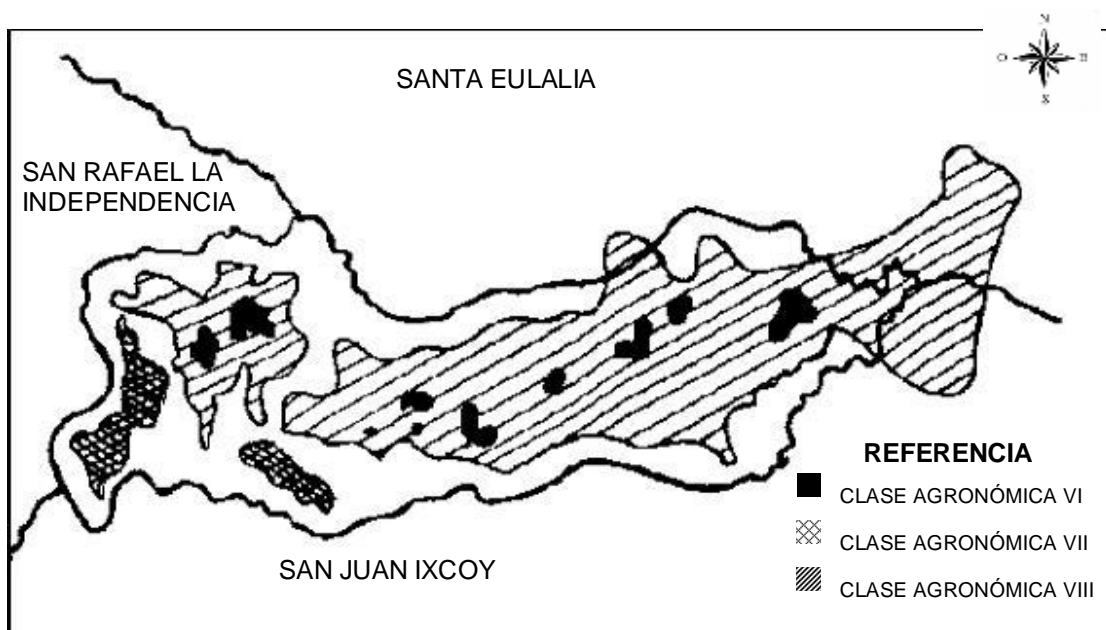 N
O
E
S
SANTA EULALIA
SAN RAFAEL LA
INDEPENDENCIA
REFERENCIA
CLASE AGRONÓMICA VI
CLASE AGRONÓMICA VII
CLASE AGRONÓMICA VIII
SAN JUAN IXCOY